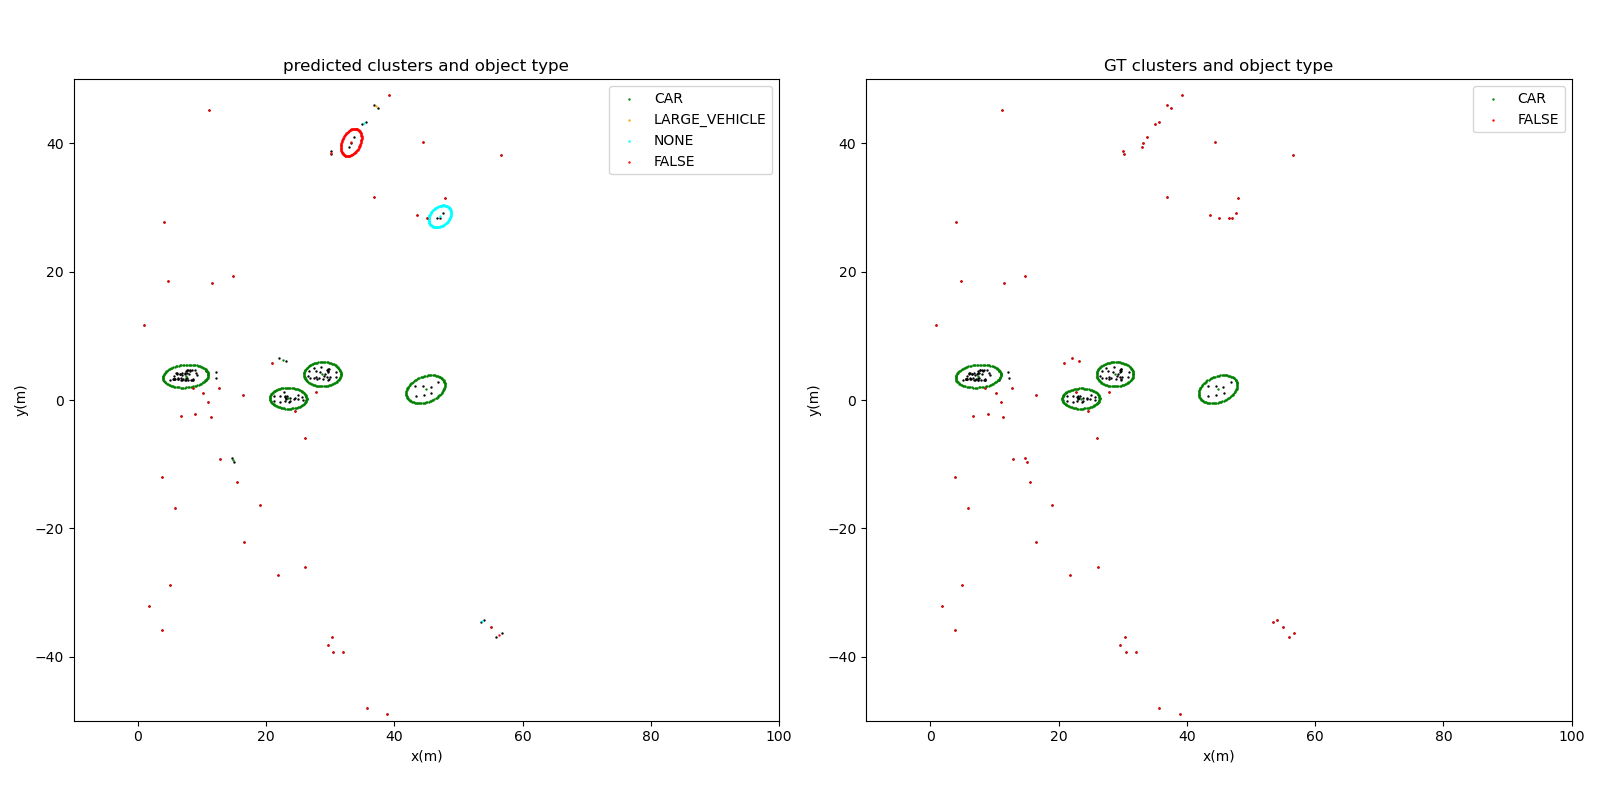 predicted clusters and object type
CAR
LARGE_VEHICLE
NONE
FALSE
40
20
0
−20
−40
y(m)
0
20
40
60
80
100
x(m)
GT clusters and object type
CAR
FALSE
40
20
0
−20
−40
y(m)
0
20
40
60
80
100
x(m)